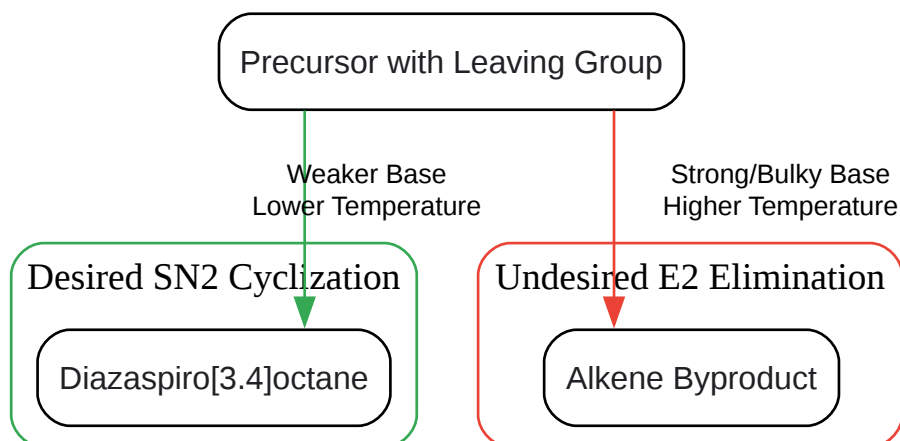 Precursor with Leaving Group
Weaker Base
Lower Temperature
Strong/Bulky Base
Higher Temperature
Desired SN2 Cyclization
Undesired E2 Elimination
Diazaspiro[3.4]octane
Alkene Byproduct